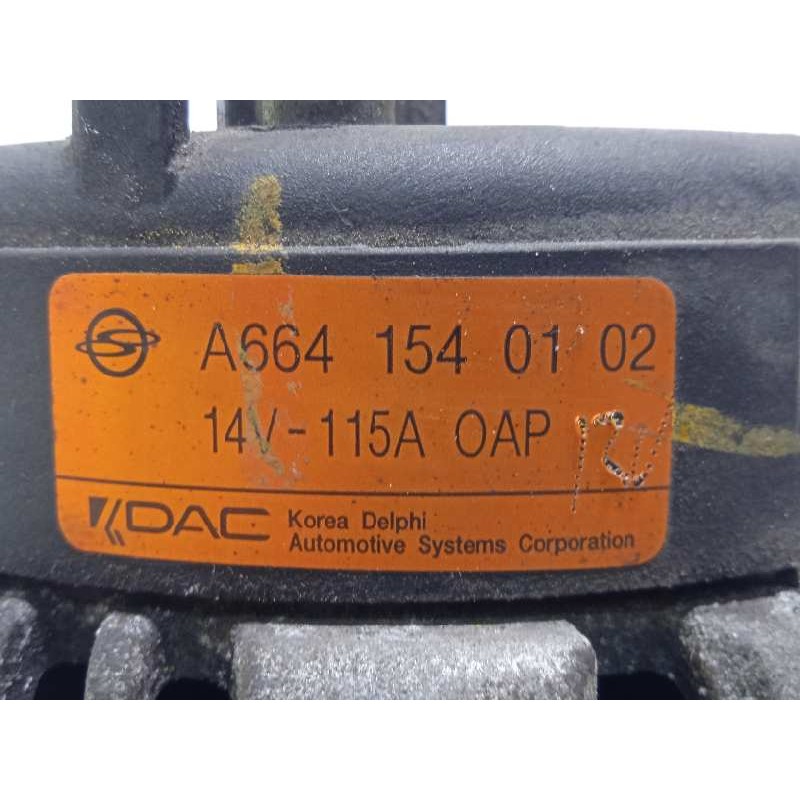 A664 154 01 02
14V-115A OAP
KDAC Korea Delphi
Automotive Systems Corporation